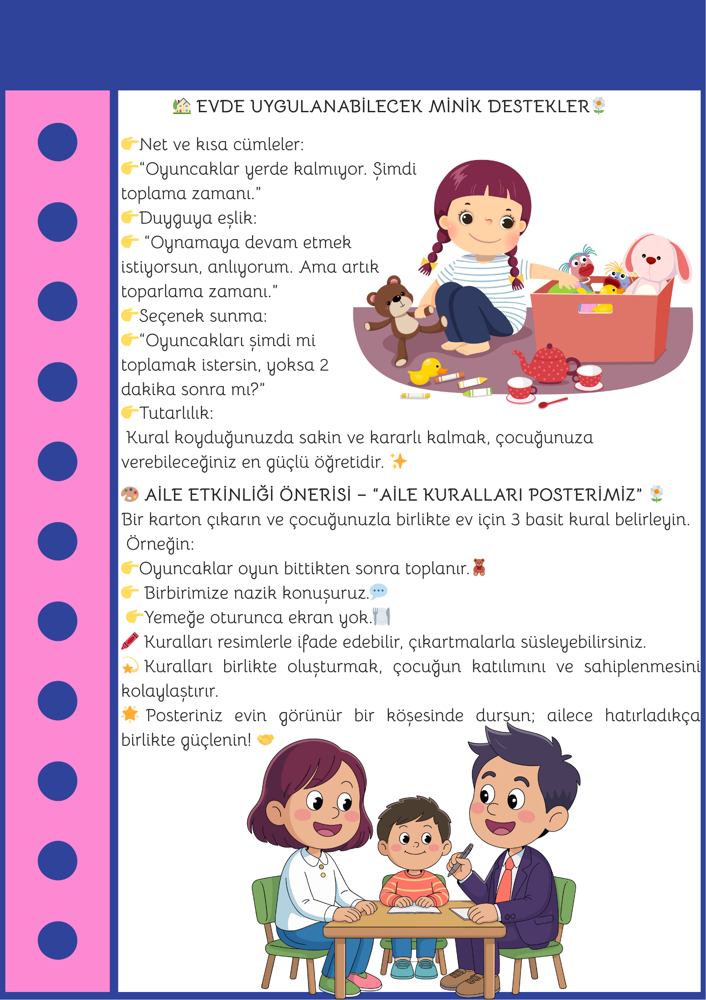 🏡 EVDE UYGULANABİLECEK MİNİK DESTEKLER🌼
👉Net ve kısa cümleler:
👉“Oyuncaklar yerde kalmıyor. Şimdi
toplama zamanı.”
👉Duyguya eşlik:
👉 “Oynamaya devam etmek
istiyorsun, anlıyorum. Ama artık
toparlama zamanı.”
👉Seçenek sunma:
👉“Oyuncakları şimdi mi
toplamak istersin, yoksa 2
dakika sonra mı?”
👉Tutarlılık:
Kural koyduğunuzda sakin ve kararlı kalmak, çocuğunuza
verebileceğiniz en güçlü öğretidir. ✨
🎨 AİLE ETKİNLİĞİ ÖNERİSİ – “AİLE KURALLARI POSTERİMİZ” 🌼
Bir karton çıkarın ve çocuğunuzla birlikte ev için 3 basit kural belirleyin.
Örneğin:
👉Oyuncaklar oyun bittikten sonra toplanır.🧸
👉 Birbirimize nazik konuşuruz.💬
👉Yemeğe oturunca ekran yok.🍽️
🖍️ Kuralları resimlerle ifade edebilir, çıkartmalarla süsleyebilirsiniz.
💫 Kuralları birlikte oluşturmak, çocuğun katılımını ve sahiplenmesini
kolaylaştırır.
🌟 Posteriniz evin görünür bir köşesinde dursun; ailece hatırladıkça
birlikte güçlenin! 🤝